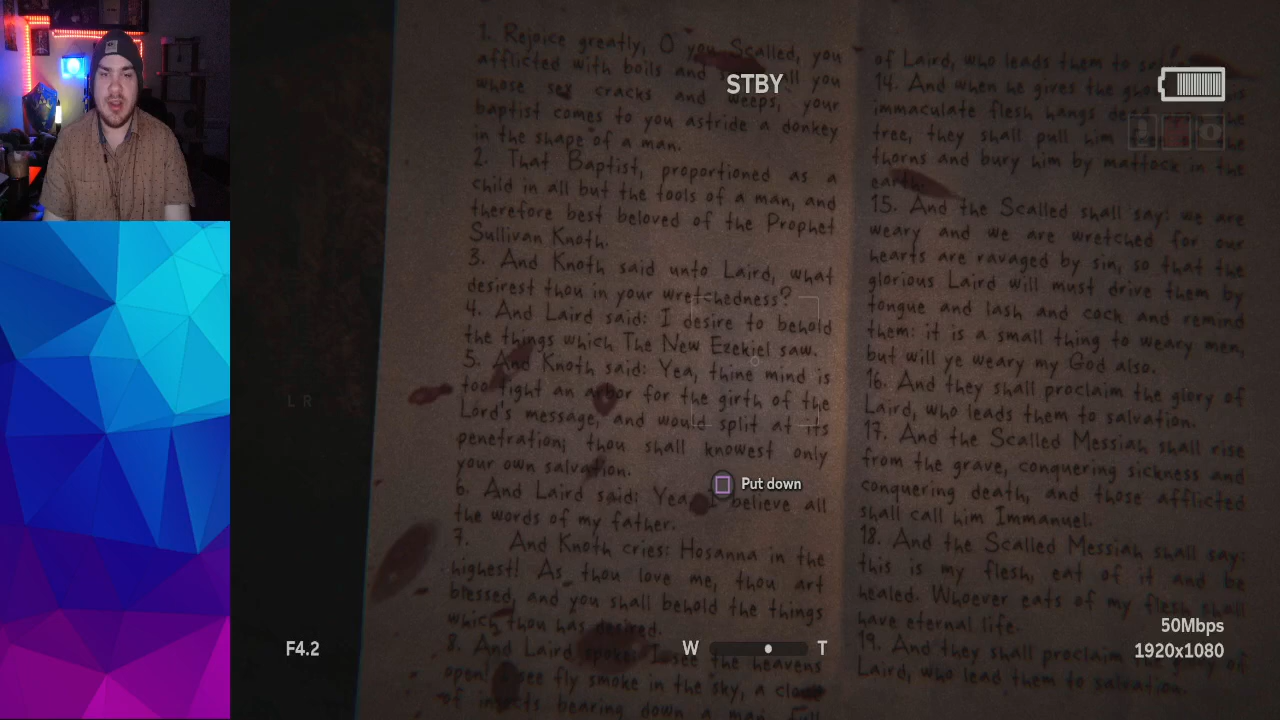 STBY
1. Rejoice greatly, O you Scalled, you
afflicted with boils and all you
whose sex cracks and weeps, your
baptist comes to you astride a donkey
in the shape of a man.
2. That Baptist, proportioned as a
child in all but the tools of a man, and
therefore best beloved of the Prophet
Sullivan Knoth.
3. And Knoth said unto Laird, what
desirest thou in your wretchedness?
4. And Laird said: I desire to behold
the things which The New Ezekiel saw.
5. And Knoth said: Yea, thine mind is
too tight an arbor for the girth of the
Lord's message, and would split at its
penetration; thou shall knowest only
your own salvation.
6. And Laird said: Yea, I believe all
the words of my father.
7. And Knoth cries: Hosanna in the
highest! As thou love me, thou art
blessed, and you shall behold the things
which thou has desired.
8. And Laird spoke: I see the heavens
open! I see fly smoke in the sky, a cloak
of insects bearing down a man, full
of Laird, who leads them to
14. And when he gives the his
immaculate flesh hangs the
tree, they shall pull him the
thorns and bury him by mattock in the
earth.
15. And the Scalled shall say: we are
weary and we are wretched for our
hearts are ravaged by sin, so that the
glorious Laird will must drive them by
tongue and lash and cock and remind
them: it is a small thing to weary men,
but will ye weary my God also.
16. And they shall proclaim the glory of
Laird, who leads them to salvation.
17. And the Scalled Messiah shall rise
from the grave, conquering sickness and
conquering death, and those afflicted
shall call him Immanuel.
18. And the Scalled Messiah shall say:
this is my flesh, eat of it and be
healed. Whoever eats of my flesh shall
have eternal life.
19. And they shall proclaim the glory of
Laird, who lead them to salvation.
L R
Put down
F4.2
W T
50Mbps
1920x1080